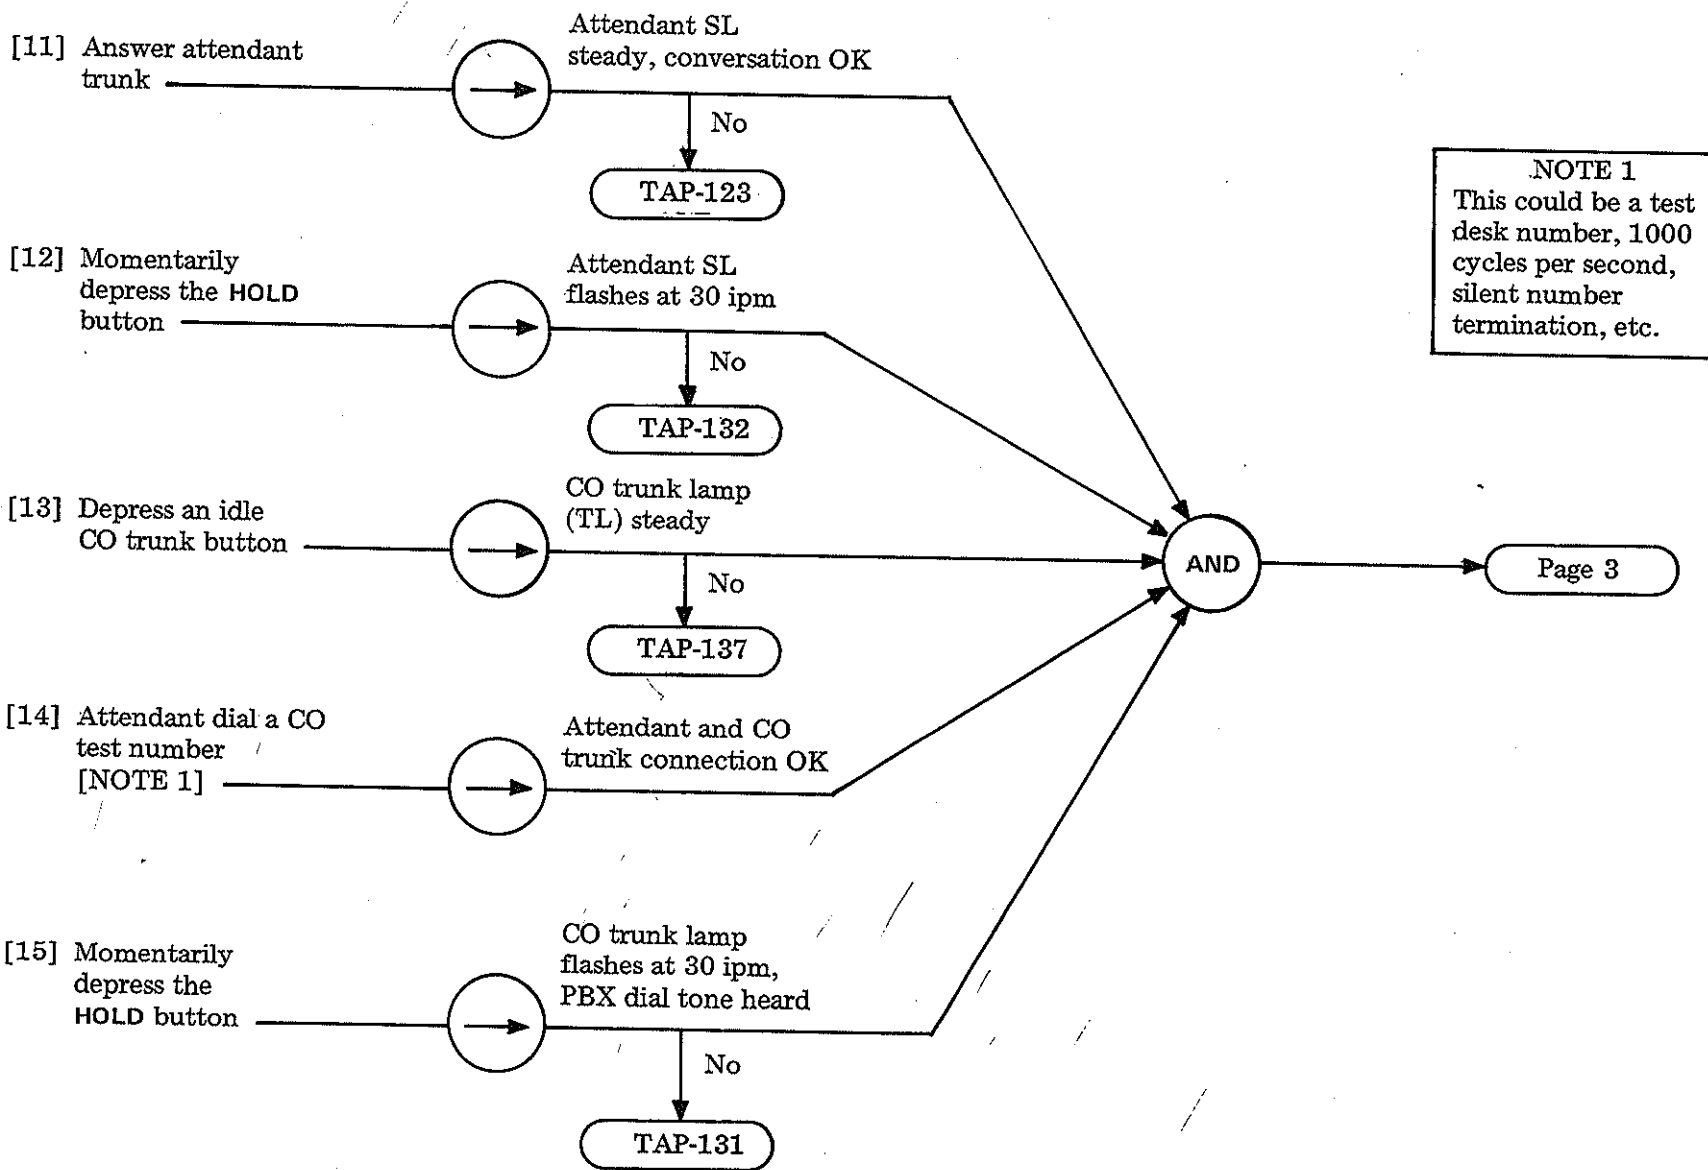 [11] Answer attendant
trunk
Attendant SL
steady, conversation OK
No
TAP-123
NOTE 1
This could be a test
desk number, 1000
cycles per second,
silent number
termination, etc.
[12] Momentarily
depress the HOLD
button
Attendant SL
flashes at 30 ipm
No
TAP-132
[13] Depress an idle
CO trunk button
CO trunk lamp
(TL) steady
No
TAP-137
AND
Page 3
[14] Attendant dial a CO
test number
[NOTE 1]
Attendant and CO
trunk connection OK
[15] Momentarily
depress the
HOLD button
CO trunk lamp
flashes at 30 ipm,
PBX dial tone heard
No
TAP-131